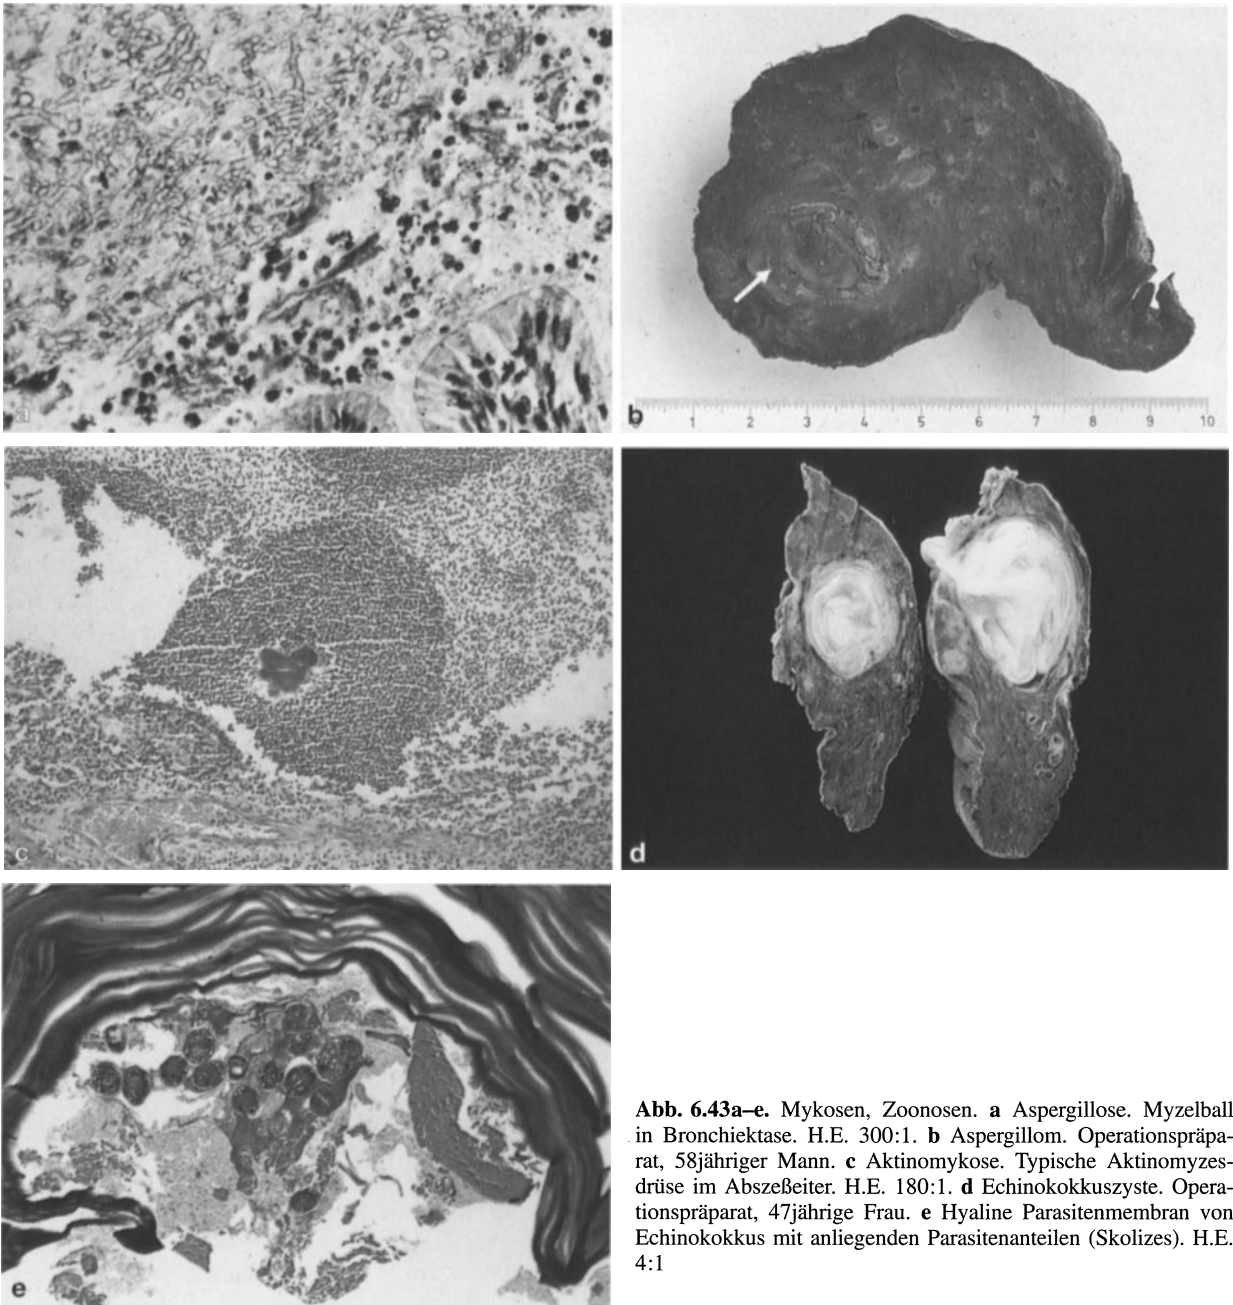 a
b
1 2 3 4 5 6 7 8 9 10
c
d
e
Abb. 6.43a–e. Mykosen, Zoonosen. a Aspergillose. Myzelball
in Bronchiektase. H.E. 300:1. b Aspergillom. Operationspräpa-
rat, 58jähriger Mann. c Aktinomykose. Typische Aktinomyzes-
drüse im Abszeßeiter. H.E. 180:1. d Echinokokkuszyste. Opera-
tionspräparat, 47jährige Frau. e Hyaline Parasitenmembran von
Echinokokkus mit anliegenden Parasitenanteilen (Skolizes). H.E.
4:1